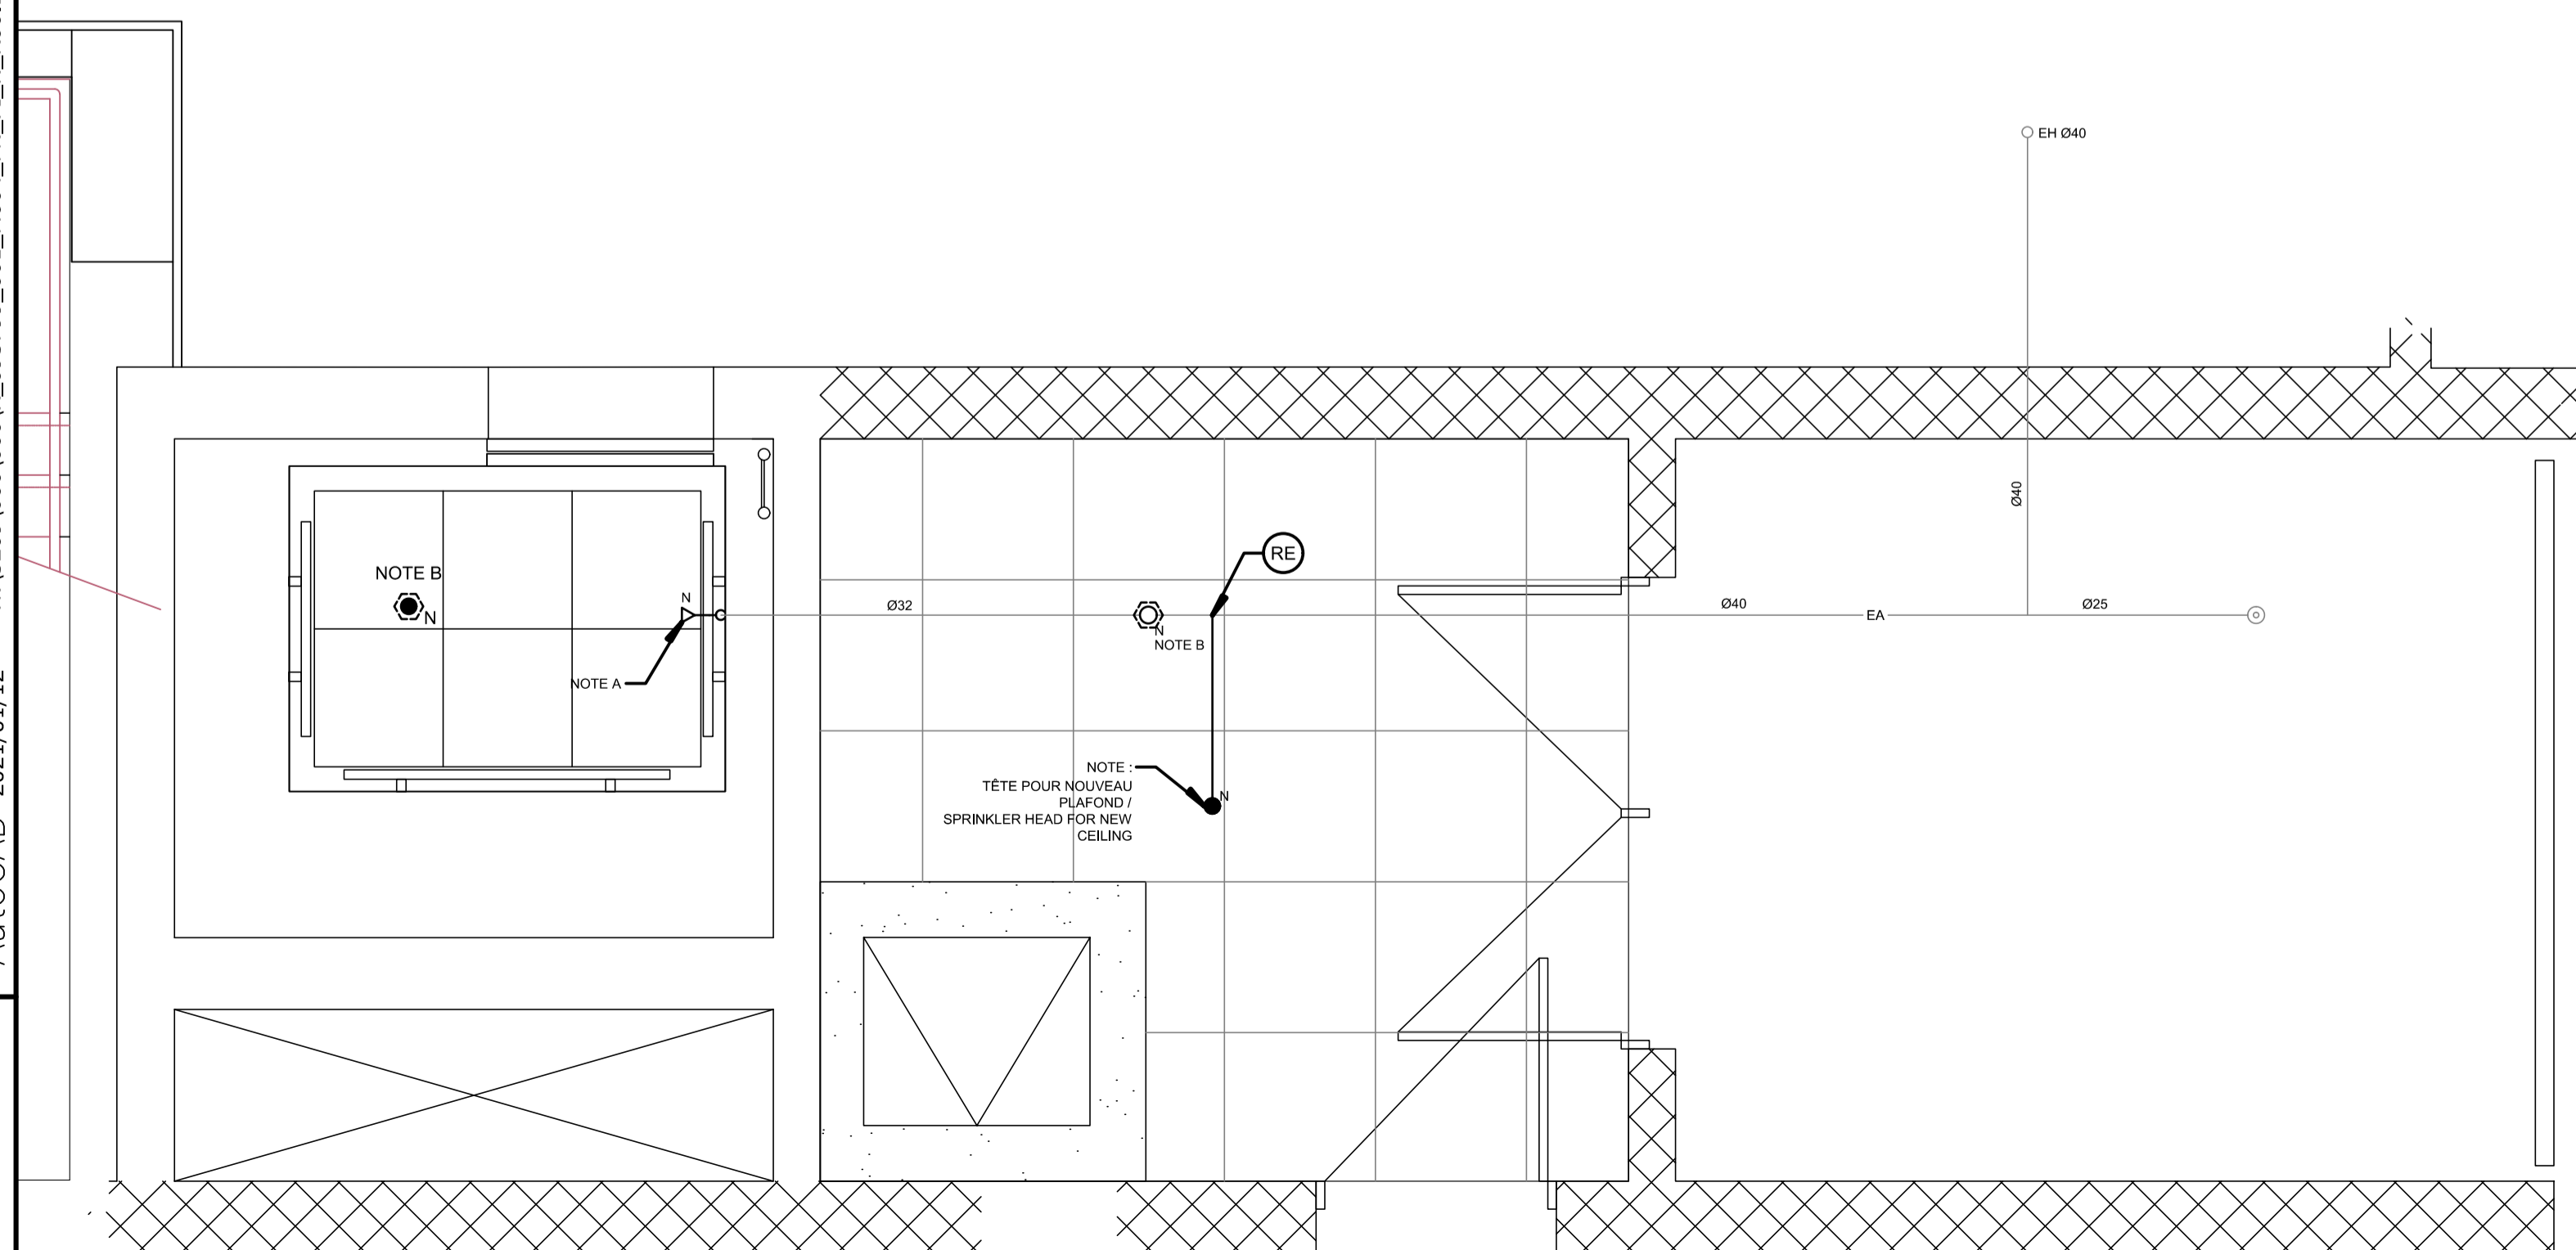 EH Ø40
Ø40
RE
NOTE B
N
N
Ø32
Ø40
EA
Ø25
N
NOTE B
NOTE A
NOTE :
TÊTE POUR NOUVEAU
PLAFOND /
SPRINKLER HEAD FOR NEW
CEILING
N